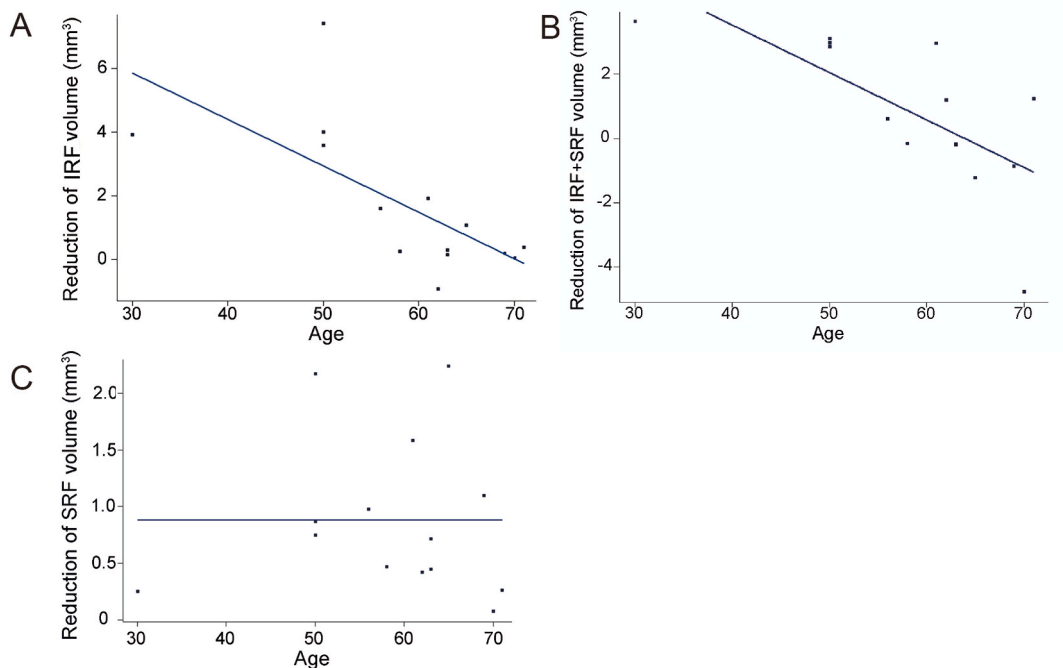 A
Reduction of IRF volume (mm³)
6
4
2
0
30 40 50 60 70
Age
B
Reduction of IRF+SRF volume (mm³)
2
0
-2
-4
30 40 50 60 70
Age
C
Reduction of SRF volume (mm³)
2.0
1.5
1.0
0.5
0
30 40 50 60 70
Age